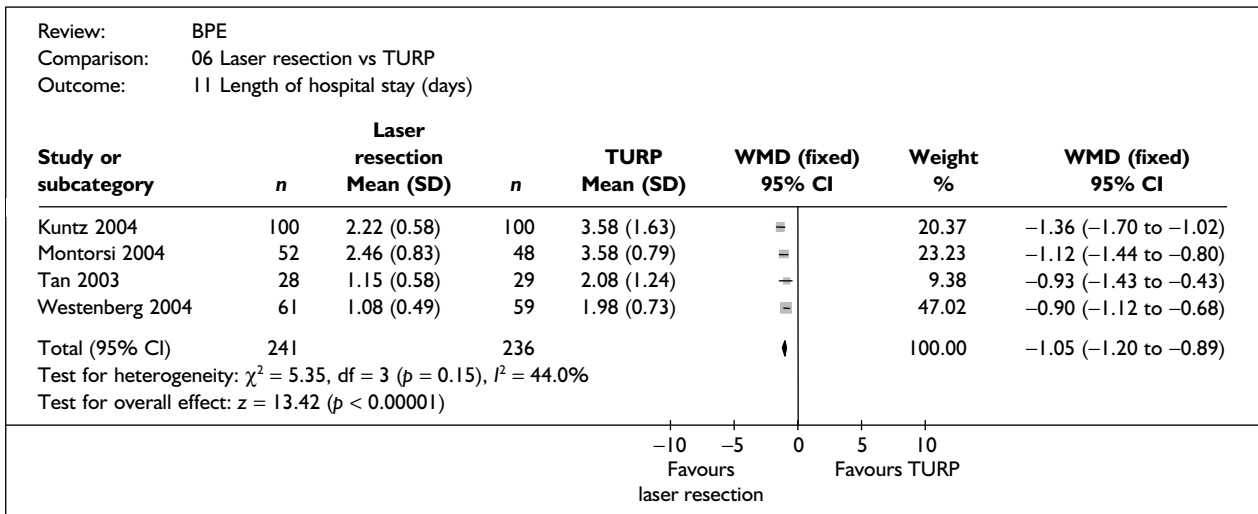 Review: BPE
Comparison: 06 Laser resection vs TURP
Outcome: 11 Length of hospital stay (days)
Laser
Study or resection TURP WMD (fixed) Weight WMD (fixed)
subcategory n Mean (SD) n Mean (SD) 95% CI % 95% CI
Kuntz 2004 100 2.22 (0.58) 100 3.58 (1.63) 20.37 −1.36 (−1.70 to −1.02)
Montorsi 2004 52 2.46 (0.83) 48 3.58 (0.79) 23.23 −1.12 (−1.44 to −0.80)
Tan 2003 28 1.15 (0.58) 29 2.08 (1.24) 9.38 −0.93 (−1.43 to −0.43)
Westenberg 2004 61 1.08 (0.49) 59 1.98 (0.73) 47.02 −0.90 (−1.12 to −0.68)
Total (95% CI) 241 236 100.00 −1.05 (−1.20 to −0.89)
Test for heterogeneity: χ² = 5.35, df = 3 (p = 0.15), I² = 44.0%
Test for overall effect: z = 13.42 (p < 0.00001)
−10 −5 0 5 10
Favours Favours TURP
laser resection